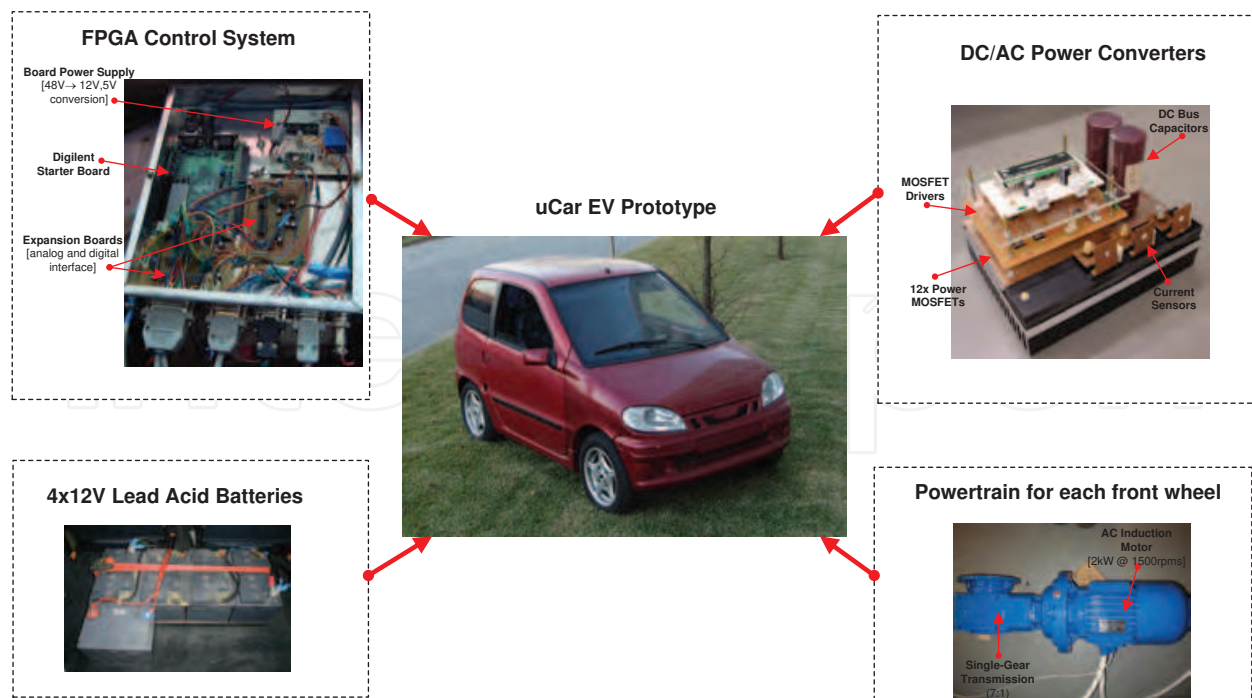 FPGA Control System
Board Power Supply
[48V→ 12V,5V
conversion]
Digilent
Starter Board
Expansion Boards
[analog and digital
interface]
DC/AC Power Converters
DC Bus
Capacitors
MOSFET
Drivers
12x Power
MOSFETs
Current
Sensors
uCar EV Prototype
4x12V Lead Acid Batteries
Powertrain for each front wheel
AC Induction
Motor
[2kW @ 1500rpms]
Single-Gear
Transmission
(7:1)